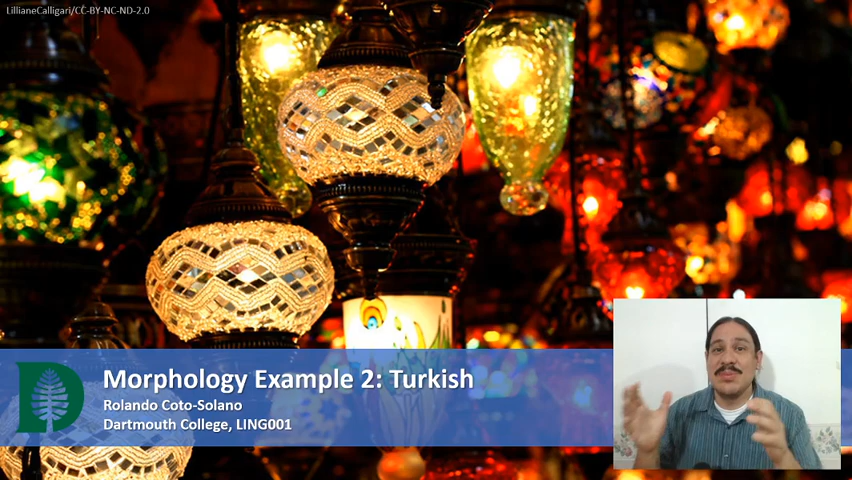 LillianeCalligari/CC-BY-NC-ND-2.0
Morphology Example 2: Turkish
Rolando Coto-Solano
Dartmouth College, LING001